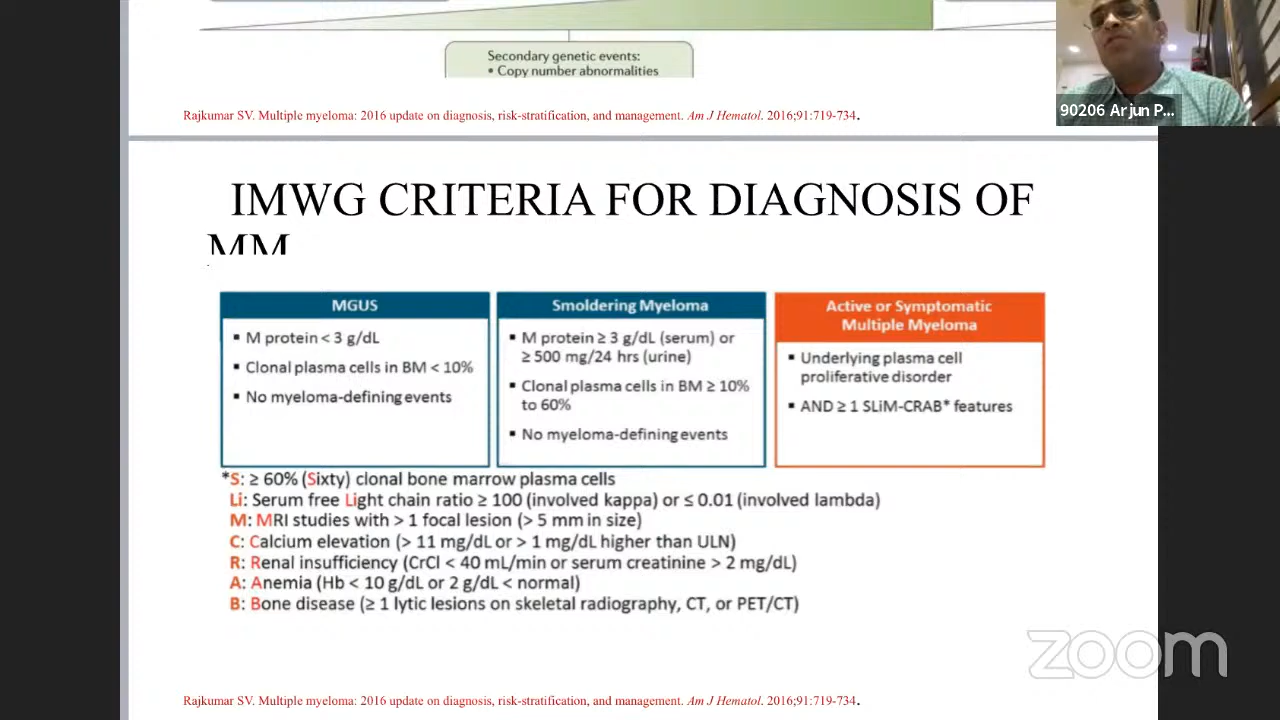 Secondary genetic events:
• Copy number abnormalities
90206 Arjun P...
Rajkumar SV. Multiple myeloma: 2016 update on diagnosis, risk-stratification, and management. Am J Hematol. 2016;91:719-734.
IMWG CRITERIA FOR DIAGNOSIS OF
MM
MGUS
▪ M protein < 3 g/dL
▪ Clonal plasma cells in BM < 10%
▪ No myeloma-defining events
Smoldering Myeloma
▪ M protein ≥ 3 g/dL (serum) or
≥ 500 mg/24 hrs (urine)
▪ Clonal plasma cells in BM ≥ 10%
to 60%
▪ No myeloma-defining events
Active or Symptomatic
Multiple Myeloma
▪ Underlying plasma cell
proliferative disorder
▪ AND ≥ 1 SLiM-CRAB* features
*S: ≥ 60% (Sixty) clonal bone marrow plasma cells
Li: Serum free Light chain ratio ≥ 100 (involved kappa) or ≤ 0.01 (involved lambda)
M: MRI studies with > 1 focal lesion (> 5 mm in size)
C: Calcium elevation (> 11 mg/dL or > 1 mg/dL higher than ULN)
R: Renal insufficiency (CrCl < 40 mL/min or serum creatinine > 2 mg/dL)
A: Anemia (Hb < 10 g/dL or 2 g/dL < normal)
B: Bone disease (≥ 1 lytic lesions on skeletal radiography, CT, or PET/CT)
zoom
Rajkumar SV. Multiple myeloma: 2016 update on diagnosis, risk-stratification, and management. Am J Hematol. 2016;91:719-734.